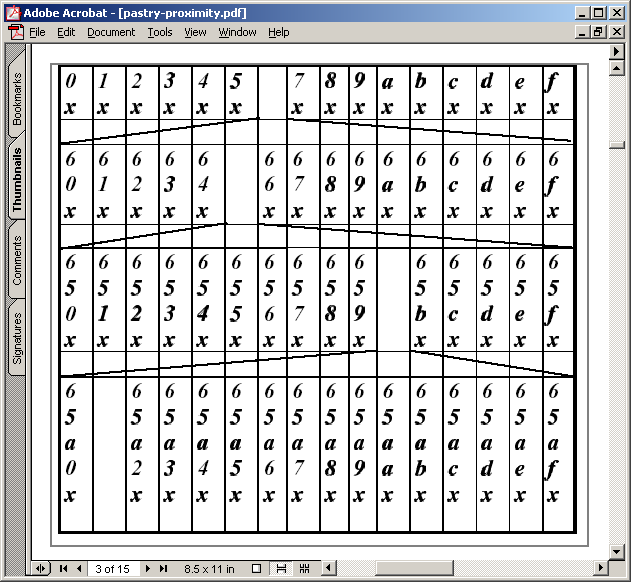 Adobe Acrobat - [pastry-proximity.pdf]
File Edit Document Tools View Window Help
Bookmarks
Thumbnails
Comments
Signatures
0 1 2 3 4 5 7 8 9 a b c d e f
x x x x x x x x x x x x x x x
6 6 6 6 6 6 6 6 6 6 6 6 6 6 6
0 1 2 3 4 6 7 8 9 a b c d e f
x x x x x x x x x x x x x x x
6 6 6 6 6 6 6 6 6 6 6 6 6 6 6
5 5 5 5 5 5 5 5 5 5 5 5 5 5 5
0 1 2 3 4 5 6 7 8 9 b c d e f
x x x x x x x x x x x x x x x
6 6 6 6 6 6 6 6 6 6 6 6 6 6 6
5 5 5 5 5 5 5 5 5 5 5 5 5 5 5
a a a a a a a a a a a a a a a
0 2 3 4 5 6 7 8 9 a b c d e f
x x x x x x x x x x x x x x x
3 of 15 8.5 x 11 in